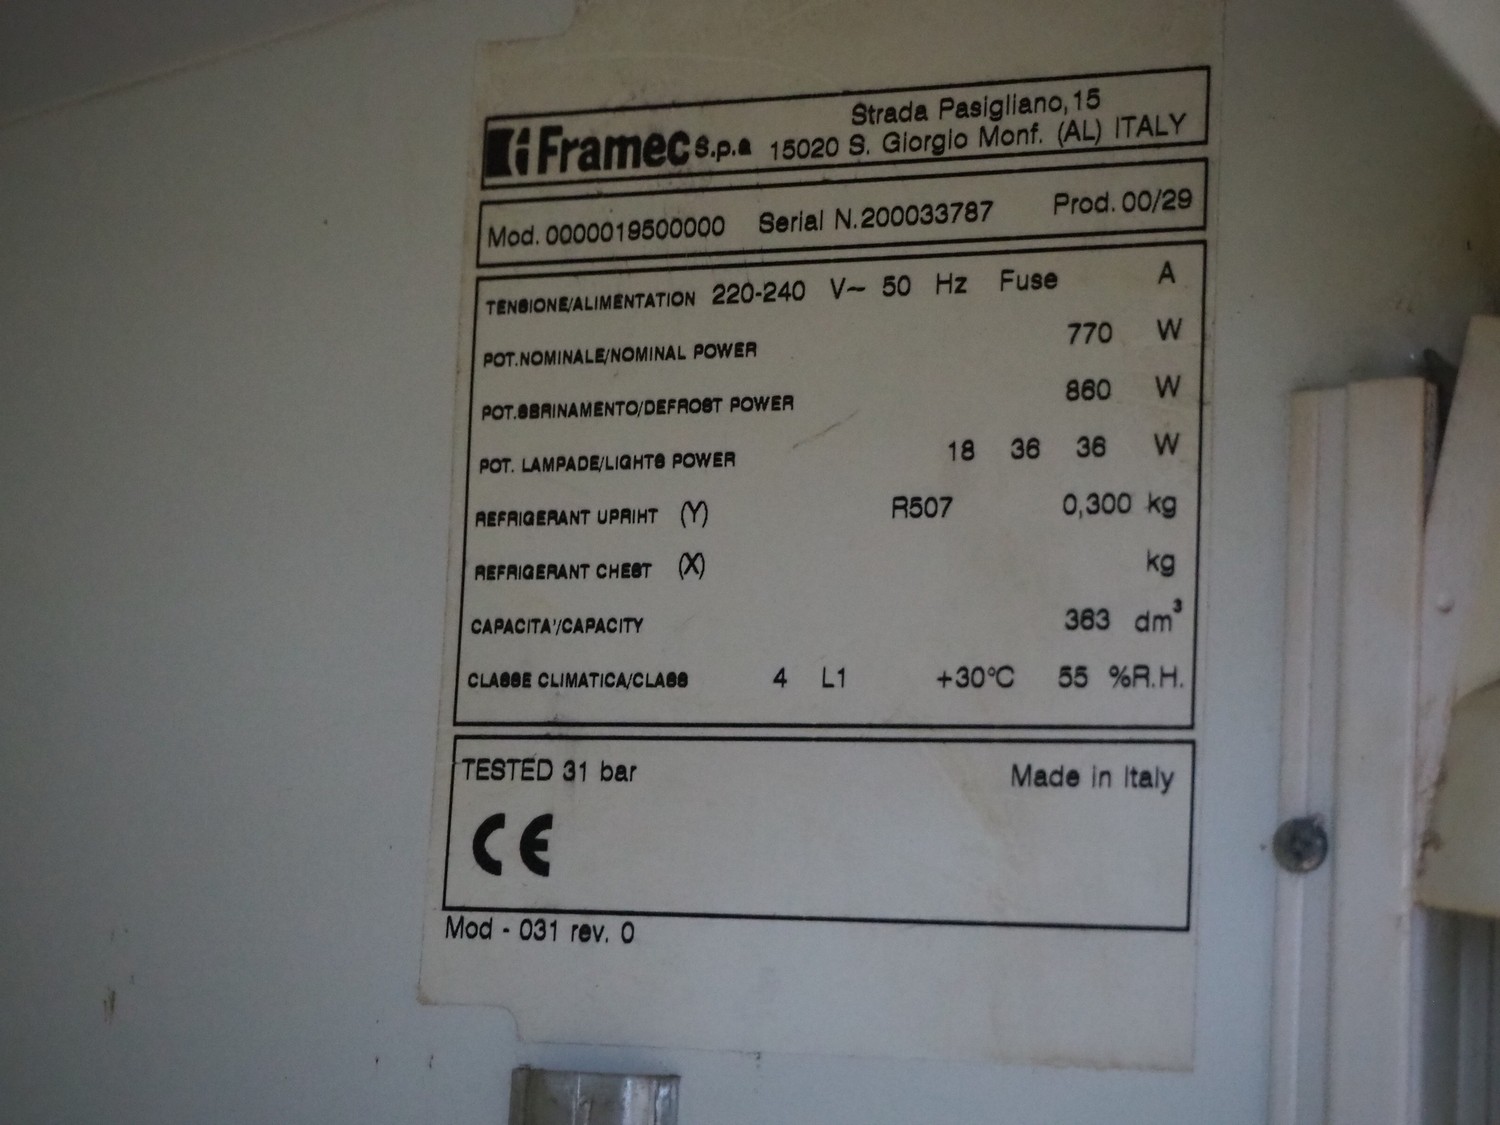 Framec s.p.a
Strada Pasigliano,15
15020 S. Giorgio Monf. (AL) ITALY
Mod. 0000019500000 Serial N.200033787 Prod. 00/29
TENSIONE/ALIMENTATION 220-240 V~ 50 Hz Fuse A
POT.NOMINALE/NOMINAL POWER 770 W
POT.SBRINAMENTO/DEFROST POWER 860 W
POT. LAMPADE/LIGHTS POWER 18 36 36 W
REFRIGERANT UPRIHT (Y) R507 0,300 kg
REFRIGERANT CHEST (X) kg
CAPACITA'/CAPACITY 363 dm³
CLASSE CLIMATICA/CLASS 4 L1 +30°C 55 %R.H.
TESTED 31 bar Made in Italy
CE
Mod - 031 rev. 0